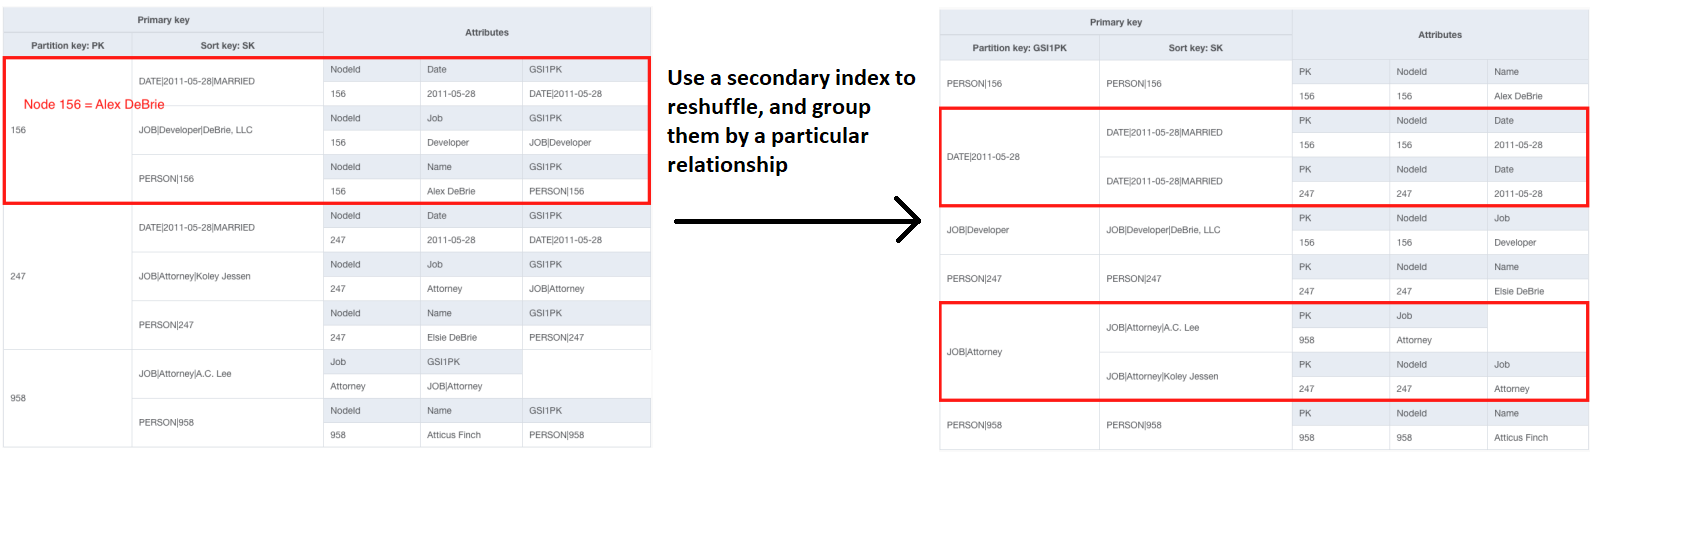 Primary key
Attributes
Partition key: PK Sort key: SK
DATE|2011-05-28|MARRIED NodeId Date GSI1PK
156 2011-05-28 DATE|2011-05-28
Node 156 = Alex DeBrie
156 JOB|Developer|DeBrie, LLC NodeId Job GSI1PK
156 Developer JOB|Developer
PERSON|156 NodeId Name GSI1PK
156 Alex DeBrie PERSON|156
DATE|2011-05-28|MARRIED NodeId Date GSI1PK
247 2011-05-28 DATE|2011-05-28
247 JOB|Attorney|Koley Jessen NodeId Job GSI1PK
247 Attorney JOB|Attorney
PERSON|247 NodeId Name GSI1PK
247 Elsie DeBrie PERSON|247
JOB|Attorney|A.C. Lee Job GSI1PK
Attorney JOB|Attorney
958
PERSON|958 NodeId Name GSI1PK
958 Atticus Finch PERSON|958
Use a secondary index to
reshuffle, and group
them by a particular
relationship
Primary key
Attributes
Partition key: GSI1PK Sort key: SK
PERSON|156 PERSON|156 PK NodeId Name
156 156 Alex DeBrie
DATE|2011-05-28 DATE|2011-05-28|MARRIED PK NodeId Date
156 156 2011-05-28
DATE|2011-05-28|MARRIED PK NodeId Date
247 247 2011-05-28
JOB|Developer JOB|Developer|DeBrie, LLC PK NodeId Job
156 156 Developer
PERSON|247 PERSON|247 PK NodeId Name
247 247 Elsie DeBrie
JOB|Attorney JOB|Attorney|A.C. Lee PK Job
958 Attorney
JOB|Attorney|Koley Jessen PK NodeId Job
247 247 Attorney
PERSON|958 PERSON|958 PK NodeId Name
958 958 Atticus Finch